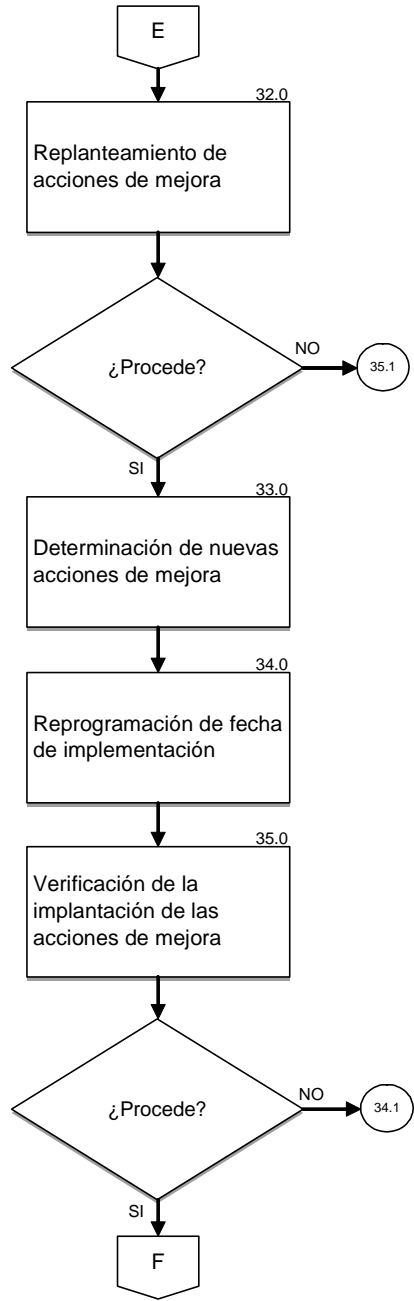 E
32.0
Replanteamiento de
acciones de mejora
¿Procede?
NO
35.1
SI
33.0
Determinación de nuevas
acciones de mejora
34.0
Reprogramación de fecha
de implementación
35.0
Verificación de la
implantación de las
acciones de mejora
¿Procede?
NO
34.1
SI
F